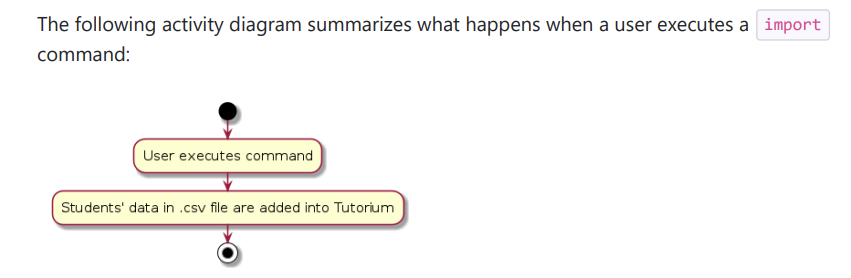 The following activity diagram summarizes what happens when a user executes a import
command:
User executes command
Students' data in .csv file are added into Tutorium